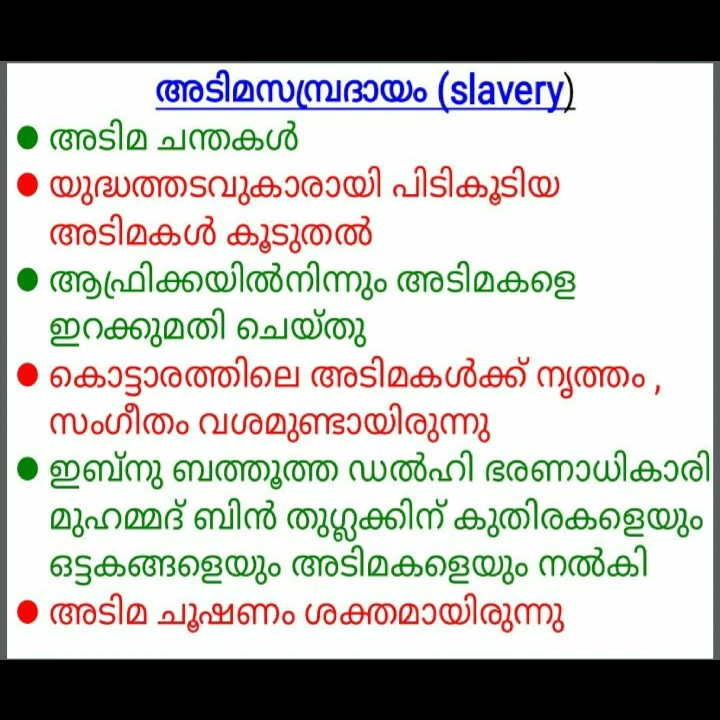 അടിമസമ്പ്രദായം (slavery)
അടിമ ചന്തകൾ
യുദ്ധത്തടവുകാരായി പിടികൂടിയ
അടിമകൾ കൂടുതൽ
ആഫ്രിക്കയിൽനിന്നും അടിമകളെ
ഇറക്കുമതി ചെയ്തു
കൊട്ടാരത്തിലെ അടിമകൾക്ക് നൃത്തം ,
സംഗീതം വശമുണ്ടായിരുന്നു
ഇബ്നു ബത്തൂത്ത ഡൽഹി ഭരണാധികാരി
മുഹമ്മദ് ബിൻ തുഗ്ലക്കിന് കുതിരകളെയും
ഒട്ടകങ്ങളെയും അടിമകളെയും നൽകി
അടിമ ചൂഷണം ശക്തമായിരുന്നു